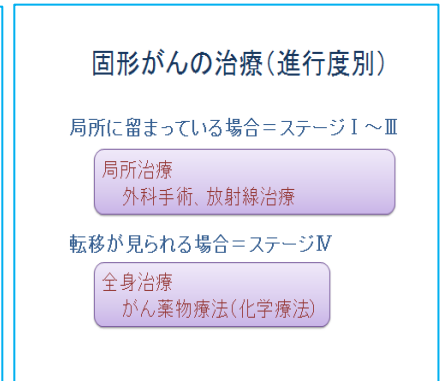 固形がんの治療(進行度別)
局所に留まっている場合=ステージⅠ～Ⅲ
局所治療
外科手術、放射線治療
転移が見られる場合=ステージⅣ
全身治療
がん薬物療法(化学療法)